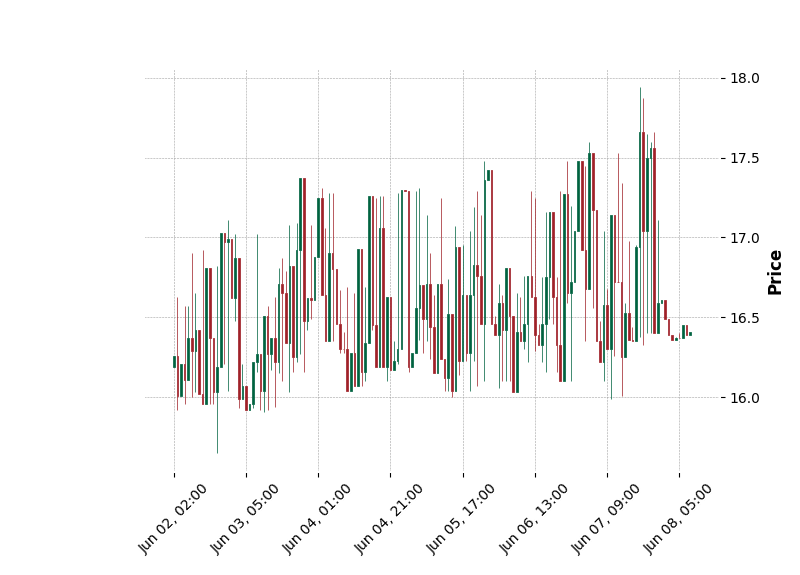 18.0
17.5
17.0
16.5
16.0
Price
Jun 02, 02:00
Jun 03, 05:00
Jun 04, 01:00
Jun 04, 21:00
Jun 05, 17:00
Jun 06, 13:00
Jun 07, 09:00
Jun 08, 05:00